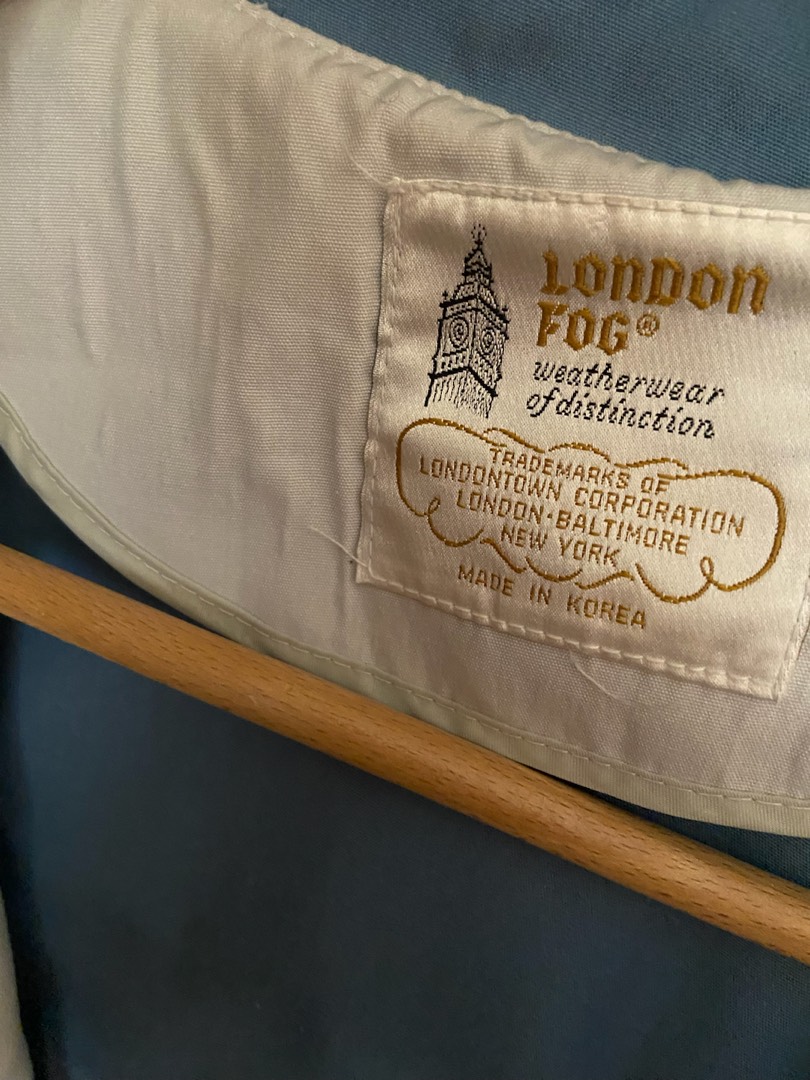 LONDON
FOG®
weatherwear
of distinction
TRADEMARKS OF
LONDONTOWN CORPORATION
LONDON·BALTIMORE
NEW YORK
MADE IN KOREA